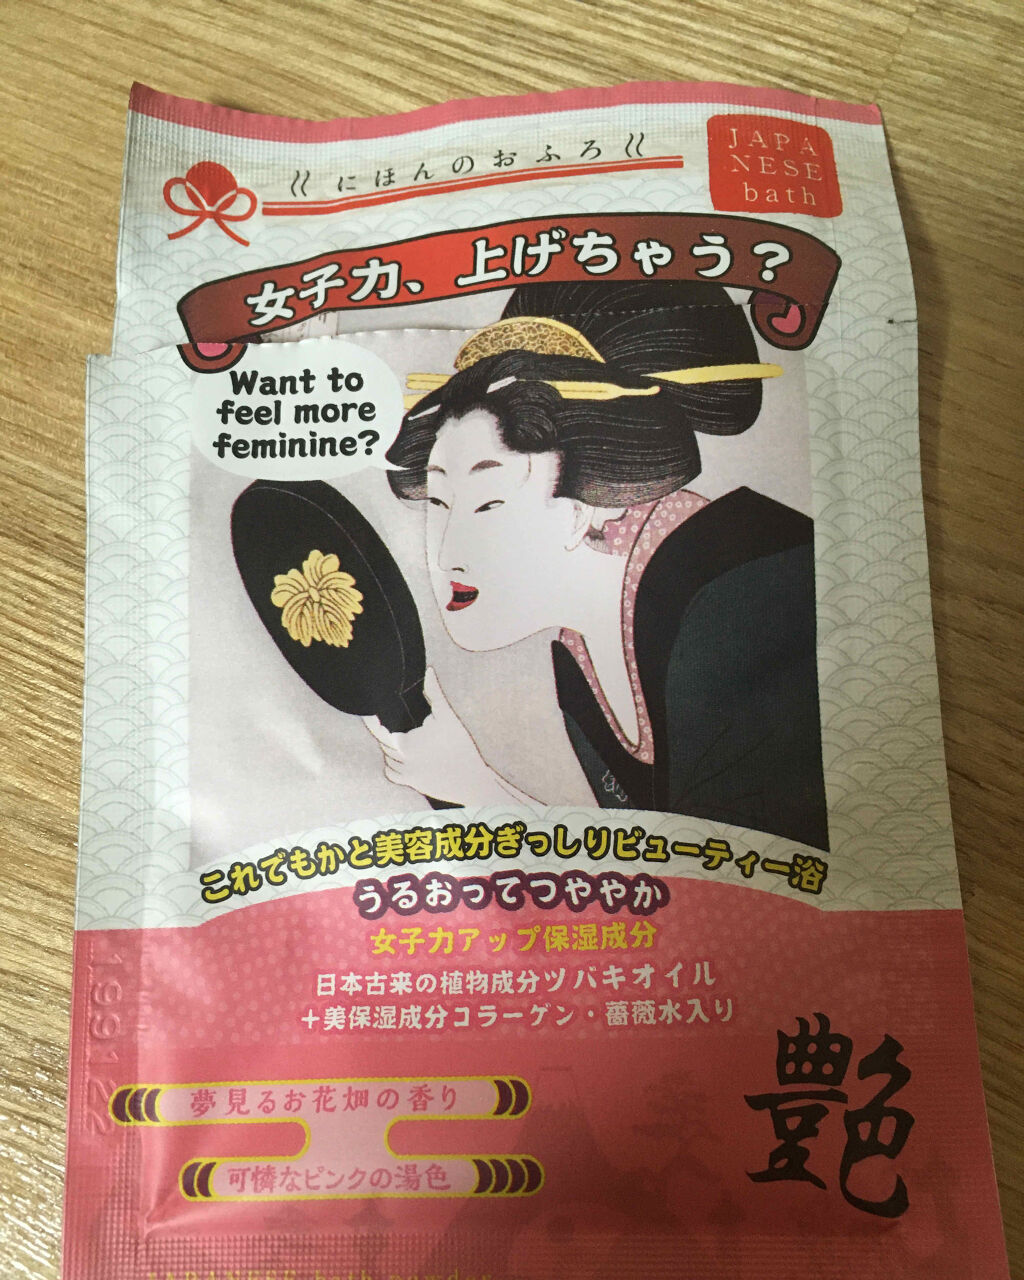 にほんのおふろ
JAPA
NESE
bath
女子力、上げちゃう?
Want to
feel more
feminine?
これでもかと美容成分ぎっしりビューティー浴
うるおってつややか
女子力アップ保湿成分
日本古来の植物成分ツバキオイル
+美保湿成分コラーゲン・薔薇水入り
夢見るお花畑の香り
可憐なピンクの湯色
艶
199122
JAPANESE bath powder